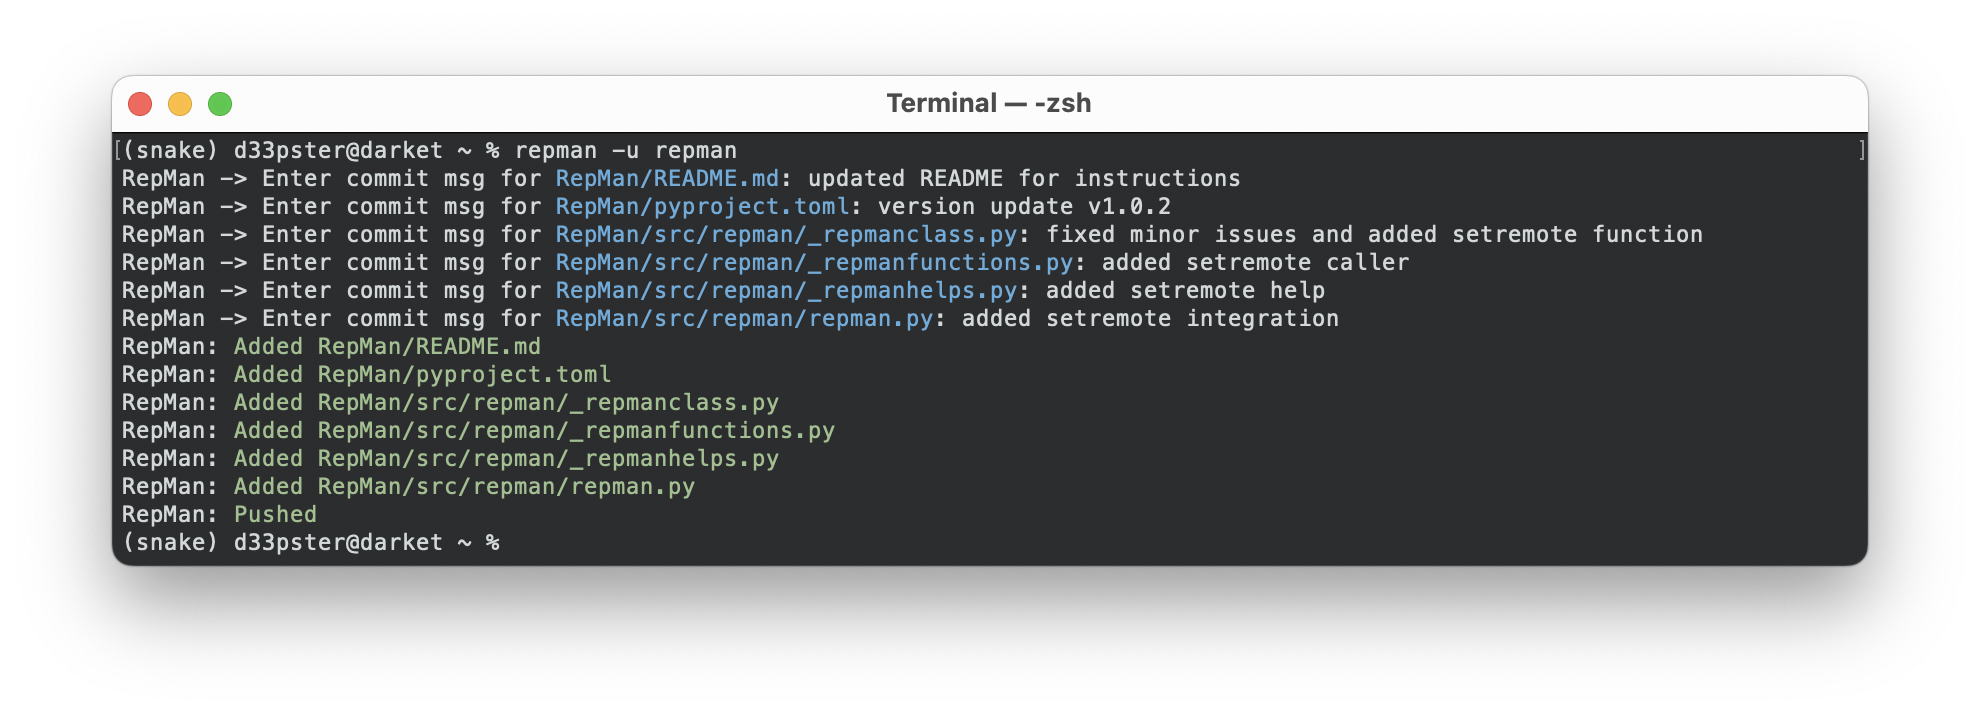 Terminal — -zsh
[(snake) d33pster@darket ~ % repman -u repman ]
RepMan -> Enter commit msg for RepMan/README.md: updated README for instructions
RepMan -> Enter commit msg for RepMan/pyproject.toml: version update v1.0.2
RepMan -> Enter commit msg for RepMan/src/repman/_repmanclass.py: fixed minor issues and added setremote function
RepMan -> Enter commit msg for RepMan/src/repman/_repmanfunctions.py: added setremote caller
RepMan -> Enter commit msg for RepMan/src/repman/_repmanhelps.py: added setremote help
RepMan -> Enter commit msg for RepMan/src/repman/repman.py: added setremote integration
RepMan: Added RepMan/README.md
RepMan: Added RepMan/pyproject.toml
RepMan: Added RepMan/src/repman/_repmanclass.py
RepMan: Added RepMan/src/repman/_repmanfunctions.py
RepMan: Added RepMan/src/repman/_repmanhelps.py
RepMan: Added RepMan/src/repman/repman.py
RepMan: Pushed
(snake) d33pster@darket ~ %